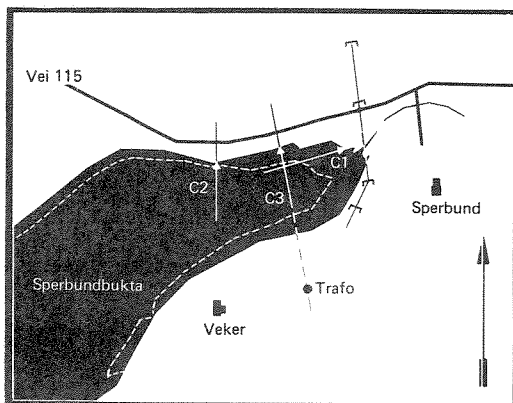 Vei 115
C1
C2
C3
Sperbund
Sperbundbukta
Trafo
Veker